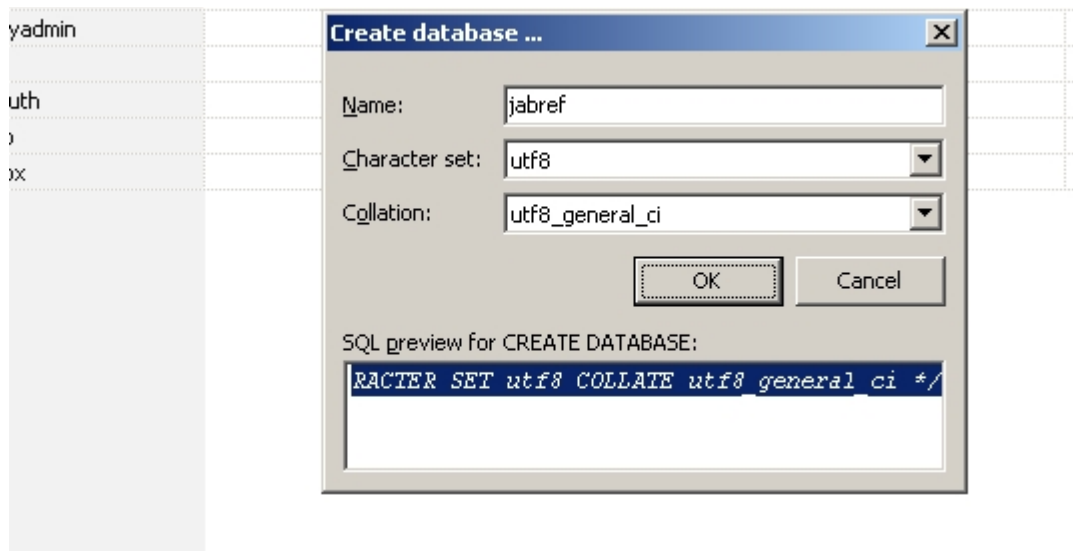 yadmin
uth
o
ox
Create database ...
Name: jabref
Character set: utf8
Collation: utf8_general_ci
OK Cancel
SQL preview for CREATE DATABASE:
RACTER SET utf8 COLLATE utf8_general_ci */